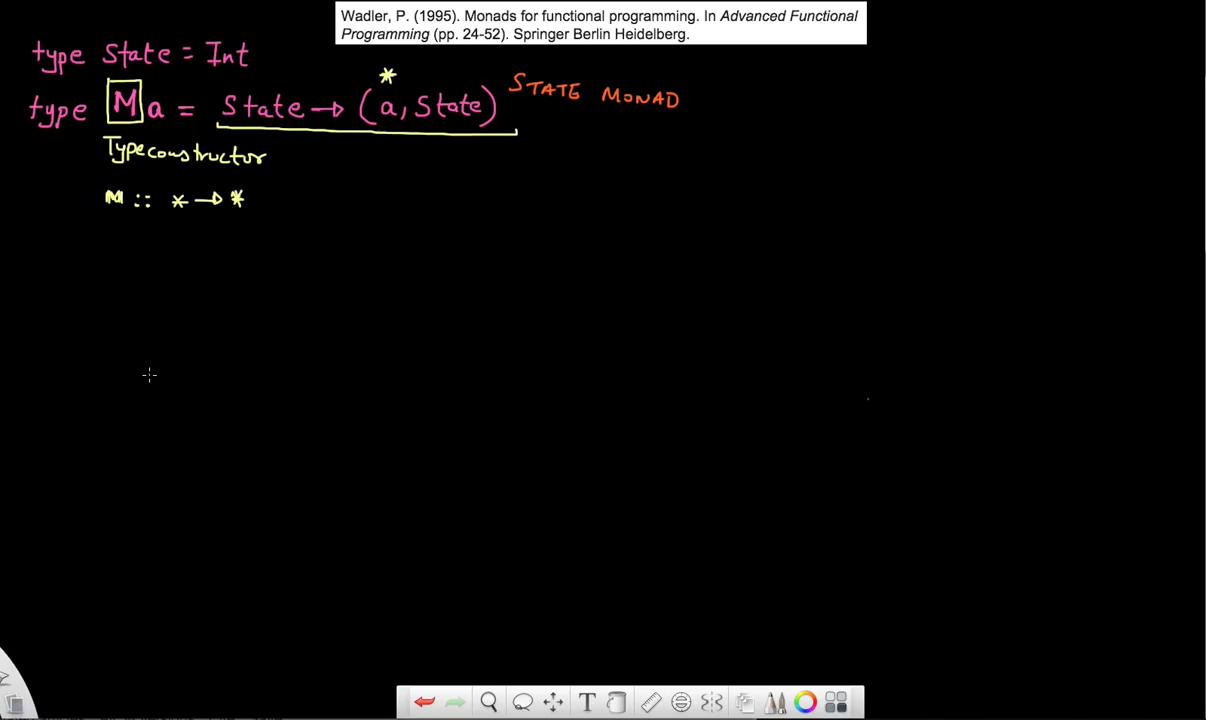 Wadler, P. (1995). Monads for functional programming. In Advanced Functional
Programming (pp. 24-52). Springer Berlin Heidelberg.
type State = Int
type M a = State → (a, State)
*
STATE MONAD
Typeconstructor
M :: * → *